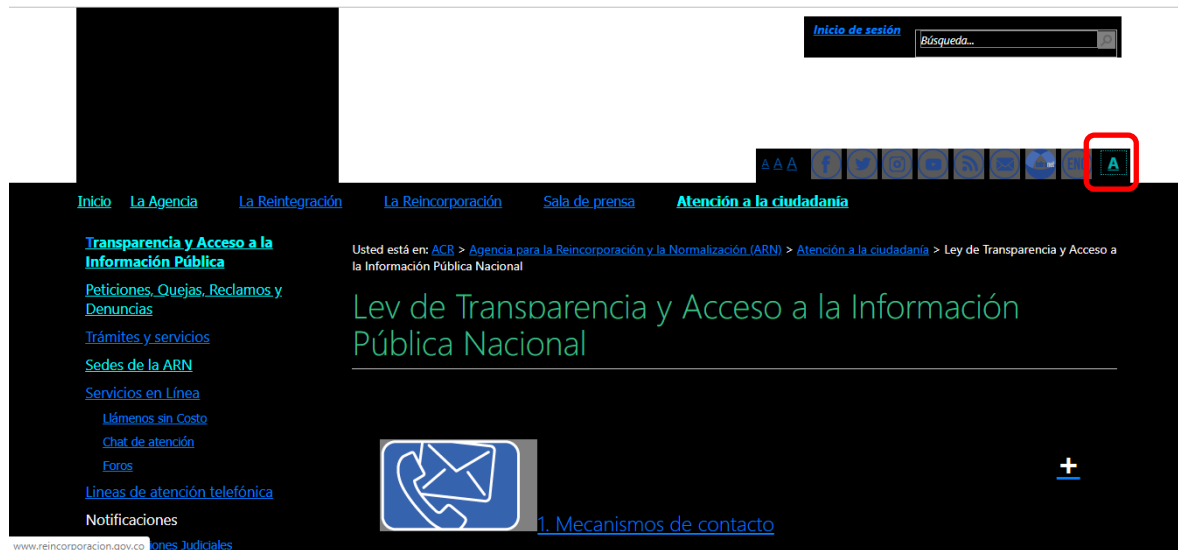 Inicio de sesión
Búsqueda...
A A A
ENG A
Inicio La Agencia La Reintegración La Reincorporación Sala de prensa Atención a la ciudadanía
Transparencia y Acceso a la
Información Pública
Peticiones, Quejas, Reclamos y
Denuncias
Trámites y servicios
Sedes de la ARN
Servicios en Línea
Llámenos sin Costo
Chat de atención
Foros
Lineas de atención telefónica
Notificaciones
ones Judiciales
www.reincorporacion.gov.co
Usted está en: ACR > Agencia para la Reincorporación y la Normalización (ARN) > Atención a la ciudadanía > Ley de Transparencia y Acceso a
la Información Pública Nacional
Ley de Transparencia y Acceso a la Información
Pública Nacional
+
1. Mecanismos de contacto